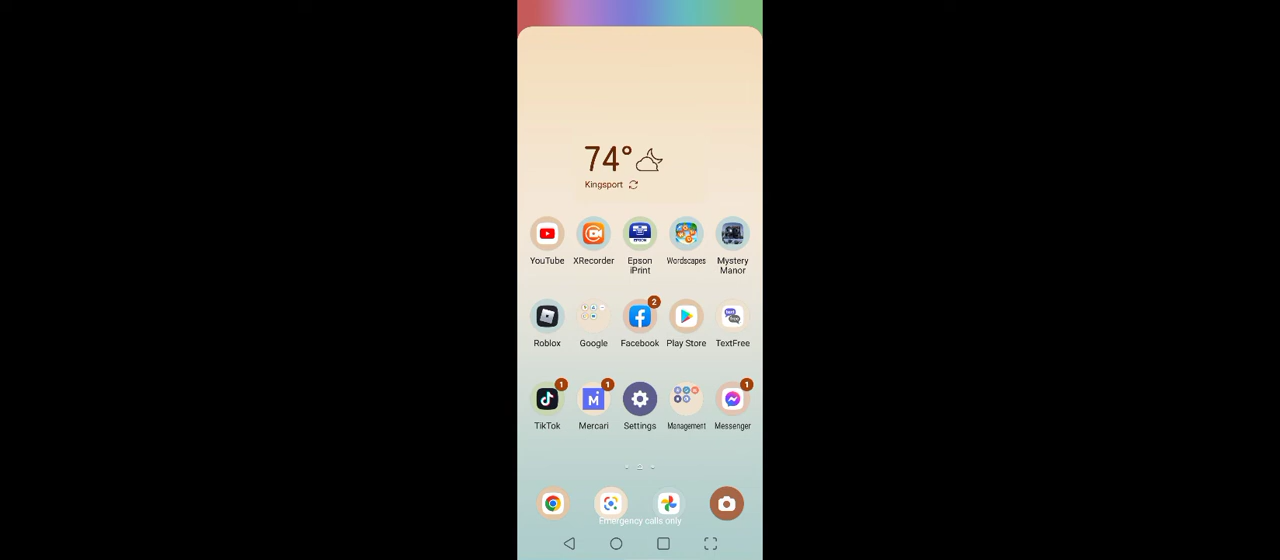 74°
Kingsport
YouTube XRecorder Epson iPrint Wordscapes Mystery Manor
2
Roblox Google Facebook Play Store TextFree
1 1 1
TikTok Mercari Settings Management Messenger
Emergency calls only